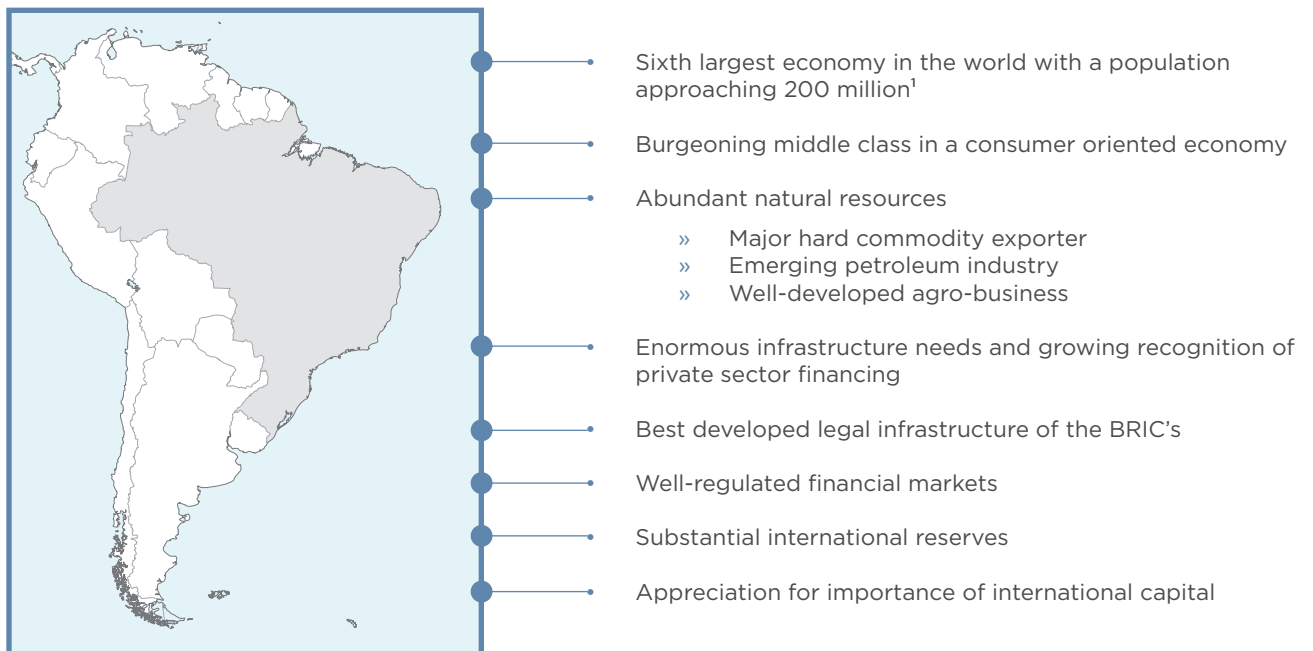 Sixth largest economy in the world with a population
approaching 200 million¹
Burgeoning middle class in a consumer oriented economy
Abundant natural resources
» Major hard commodity exporter
» Emerging petroleum industry
» Well-developed agro-business
Enormous infrastructure needs and growing recognition of
private sector financing
Best developed legal infrastructure of the BRIC’s
Well-regulated financial markets
Substantial international reserves
Appreciation for importance of international capital